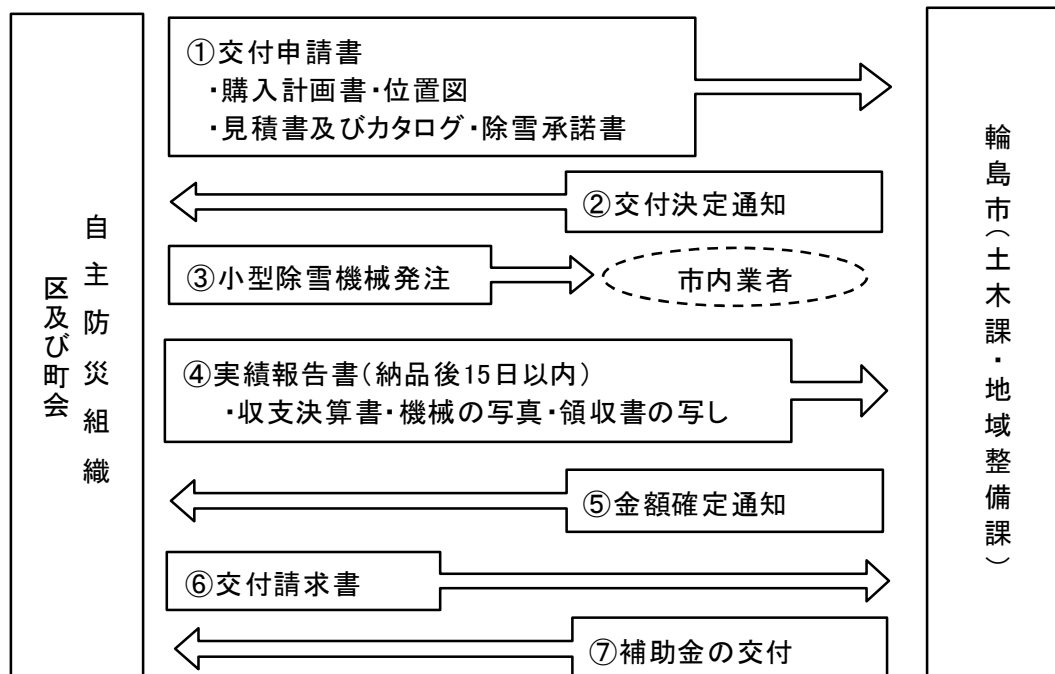 自主防災組織
区及び町会
①交付申請書
・購入計画書・位置図
・見積書及びカタログ・除雪承諾書
②交付決定通知
③小型除雪機械発注
市内業者
④実績報告書（納品後15日以内）
・収支決算書・機械の写真・領収書の写し
⑤金額確定通知
⑥交付請求書
⑦補助金の交付
輪島市（土木課・地域整備課）